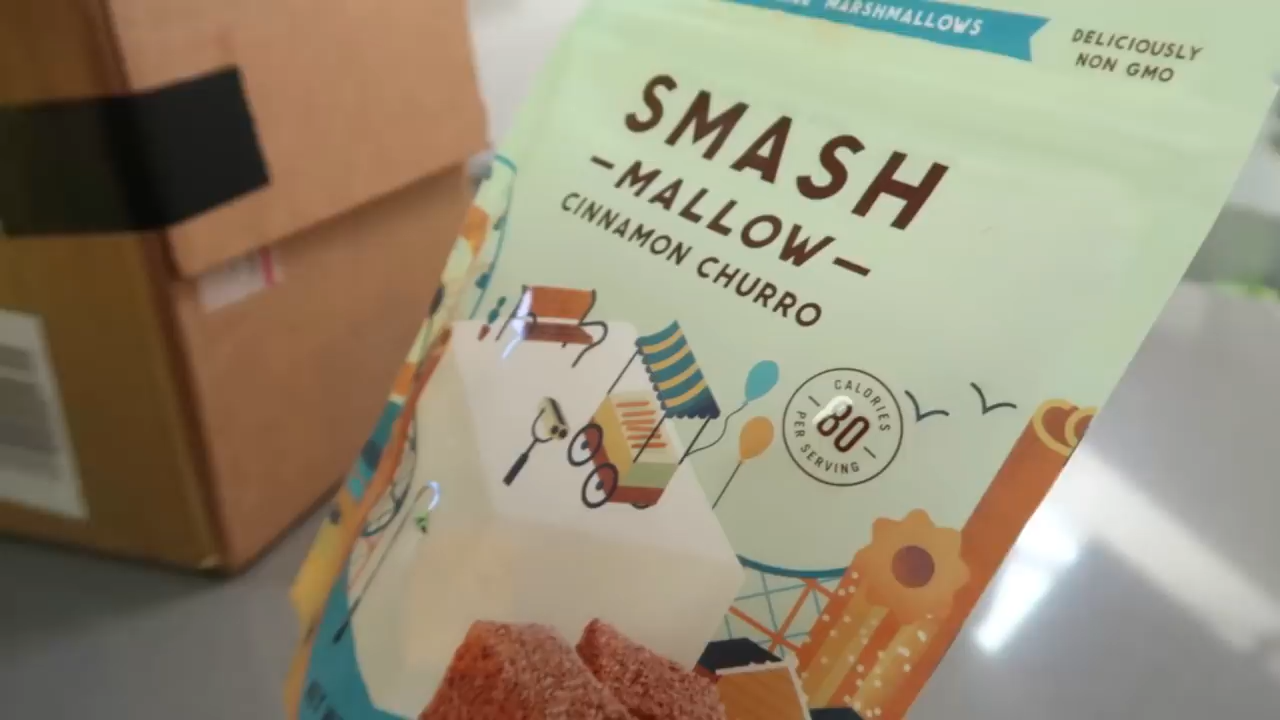 MARSHMALLOWS
DELICIOUSLY
NON GMO
SMASH
-MALLOW-
CINNAMON CHURRO
CALORIES
80
PER SERVING